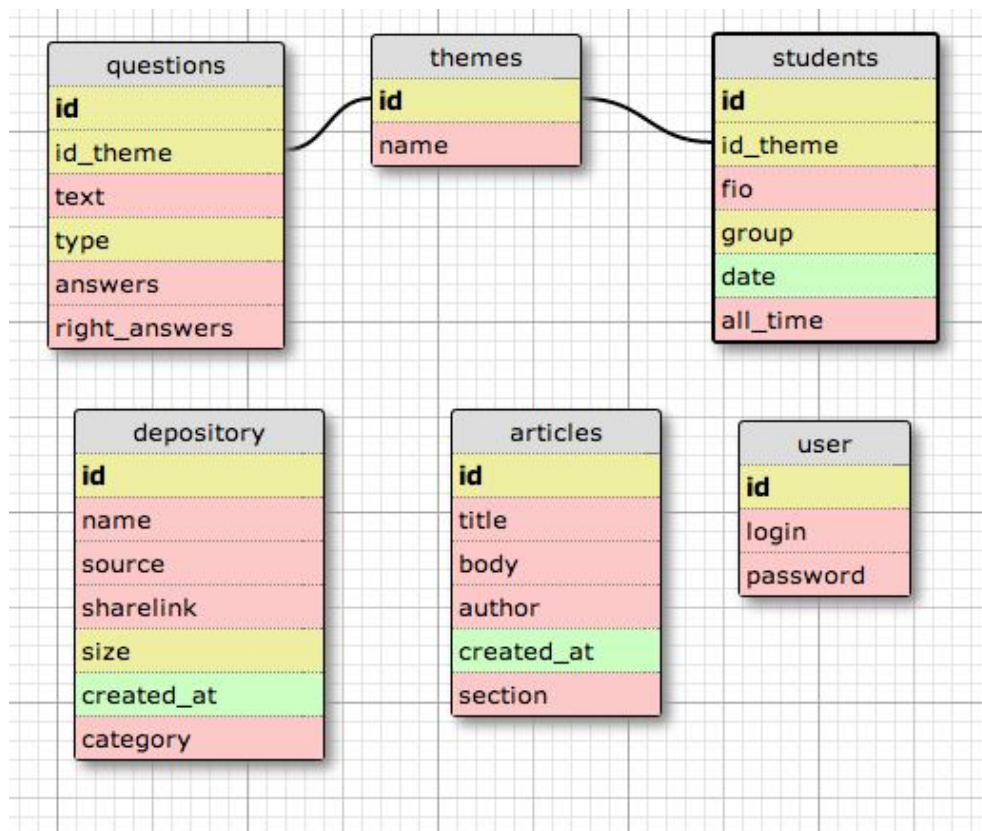 questions
id
id_theme
text
type
answers
right_answers
themes
id
name
students
id
id_theme
fio
group
date
all_time
depository
id
name
source
sharelink
size
created_at
category
articles
id
title
body
author
created_at
section
user
id
login
password